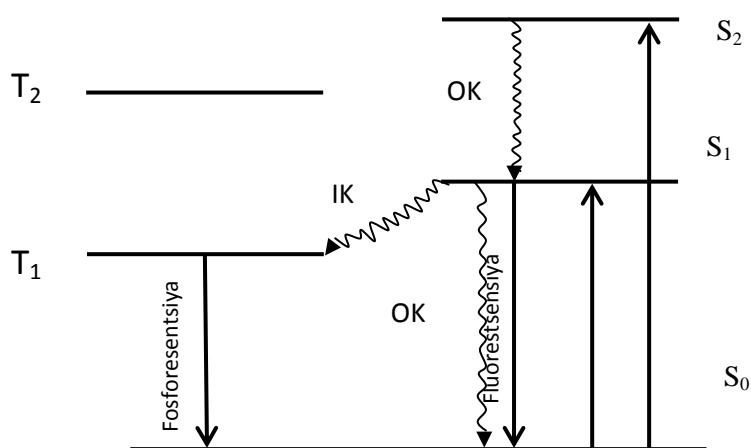 S₂
T₂
OK
S₁
IK
T₁
OK
Fosforesentsiya
Fluorestsensiya
S₀